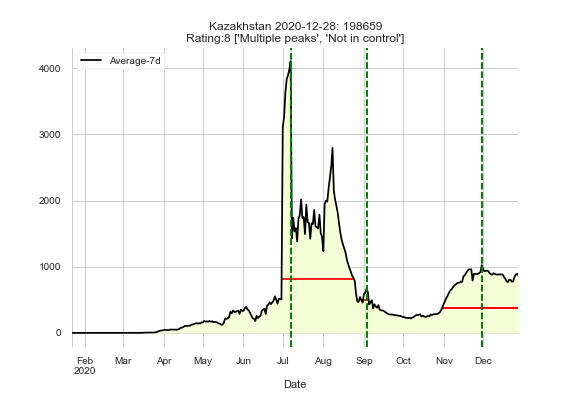 Kazakhstan 2020-12-28: 198659
Rating:8 ['Multiple peaks', 'Not in control']
Average-7d
4000
3000
2000
1000
0
Feb Mar Apr May Jun Jul Aug Sep Oct Nov Dec
2020
Date